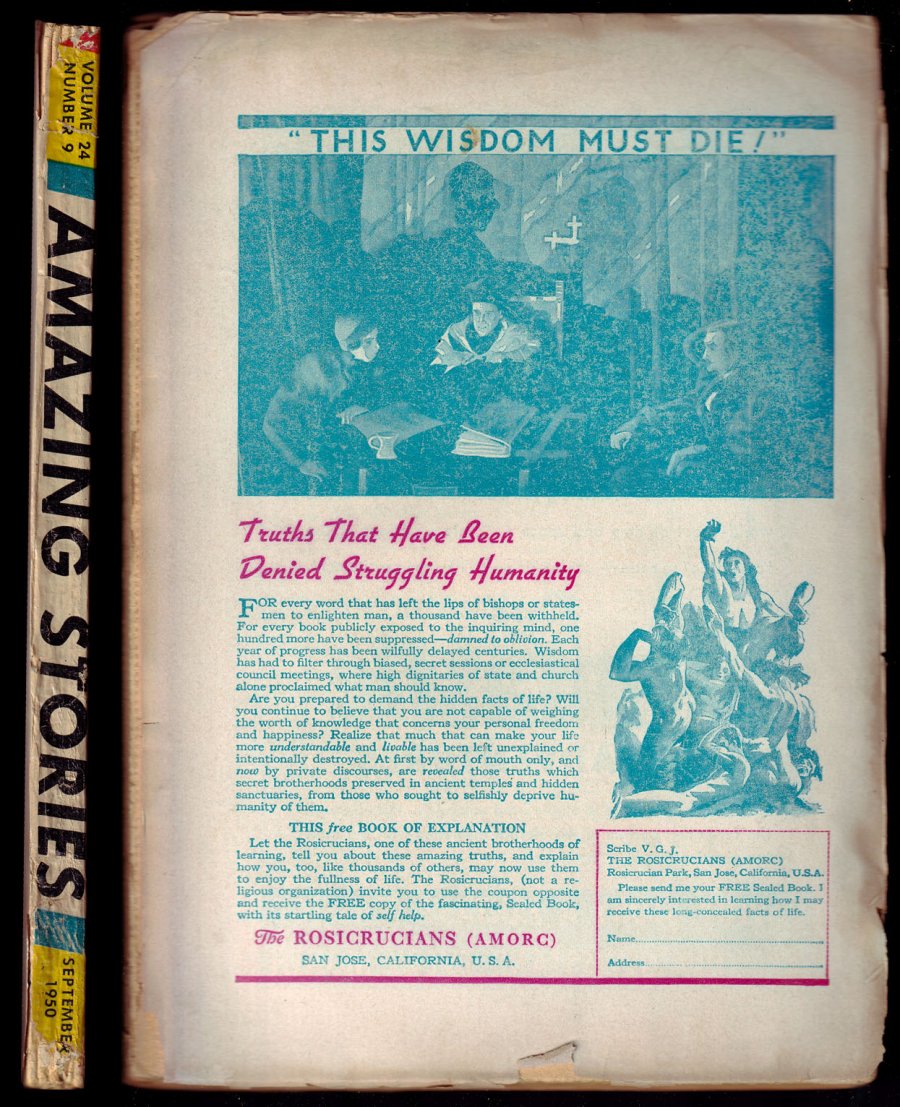 VOLUME 24
NUMBER 9
AMAZING STORIES
SEPTEMBER
1950
"THIS WISDOM MUST DIE!"
Truths That Have Been
Denied Struggling Humanity
FOR every word that has left the lips of bishops or states-
men to enlighten man, a thousand have been withheld.
For every book publicly exposed to the inquiring mind, one
hundred more have been suppressed—damned to oblivion. Each
year of progress has been wilfully delayed centuries. Wisdom
has had to filter through biased, secret sessions or ecclesiastical
council meetings, where high dignitaries of state and church
alone proclaimed what man should know.
Are you prepared to demand the hidden facts of life? Will
you continue to believe that you are not capable of weighing
the worth of knowledge that concerns your personal freedom
and happiness? Realize that much that can make your life
more understandable and livable has been left unexplained or
intentionally destroyed. At first by word of mouth only, and
now by private discourses, are revealed those truths which
secret brotherhoods preserved in ancient temples and hidden
sanctuaries, from those who sought to selfishly deprive hu-
manity of them.
THIS free BOOK OF EXPLANATION
Let the Rosicrucians, one of these ancient brotherhoods of
learning, tell you about these amazing truths, and explain
how you, too, like thousands of others, may now use them
to enjoy the fullness of life. The Rosicrucians, (not a re-
ligious organization) invite you to use the coupon opposite
and receive the FREE copy of the fascinating, Sealed Book,
with its startling tale of self help.
The ROSICRUCIANS (AMORC)
SAN JOSE, CALIFORNIA, U. S. A.
Scribe V. G. J.
THE ROSICRUCIANS (AMORC)
Rosicrucian Park, San Jose, California, U.S.A.
Please send me your FREE Sealed Book. I
am sincerely interested in learning how I may
receive these long-concealed facts of life.
Name
Address